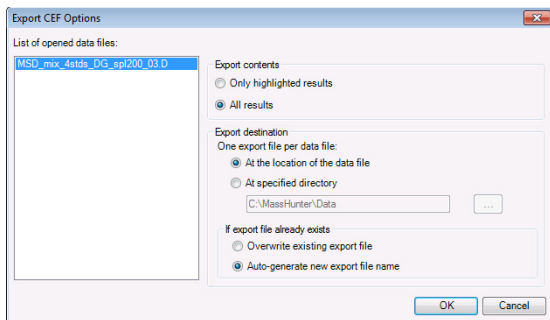 Export CEF Options
List of opened data files:
MSD_mix_4stds_DG_spl200_03.D
Export contents
Only highlighted results
All results
Export destination
One export file per data file:
At the location of the data file
At specified directory
C:\MassHunter\Data
...
If export file already exists
Overwrite existing export file
Auto-generate new export file name
OK
Cancel